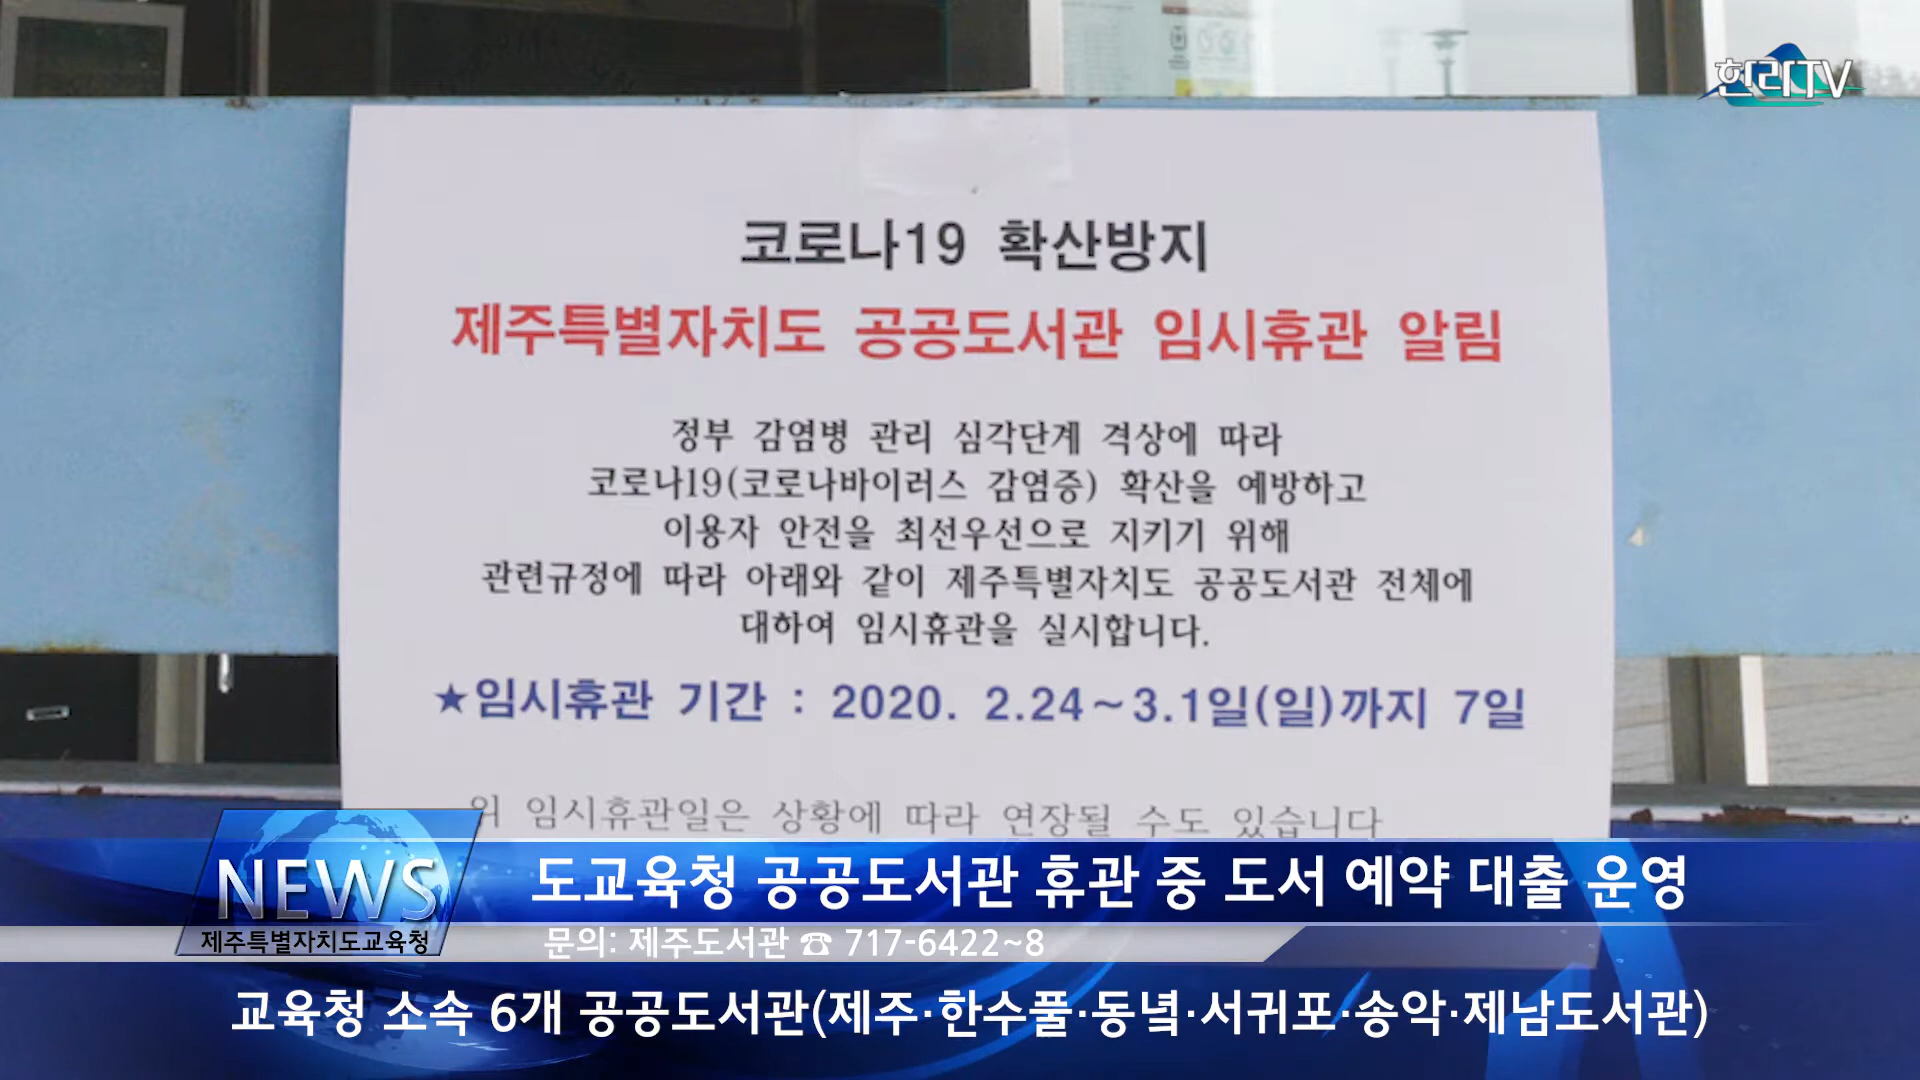 한라TV
코로나19 확산방지
제주특별자치도 공공도서관 임시휴관 알림
정부 감염병 관리 심각단계 격상에 따라
코로나19(코로나바이러스 감염증) 확산을 예방하고
이용자 안전을 최선우선으로 지키기 위해
관련규정에 따라 아래와 같이 제주특별자치도 공공도서관 전체에
대하여 임시휴관을 실시합니다.
★임시휴관 기간 : 2020. 2.24~3.1일(일)까지 7일
위 임시휴관일은 상황에 따라 연장될 수도 있습니다
NEWS
제주특별자치도교육청
도교육청 공공도서관 휴관 중 도서 예약 대출 운영
문의: 제주도서관 ☎ 717-6422~8
교육청 소속 6개 공공도서관(제주·한수풀·동녘·서귀포·송악·제남도서관)